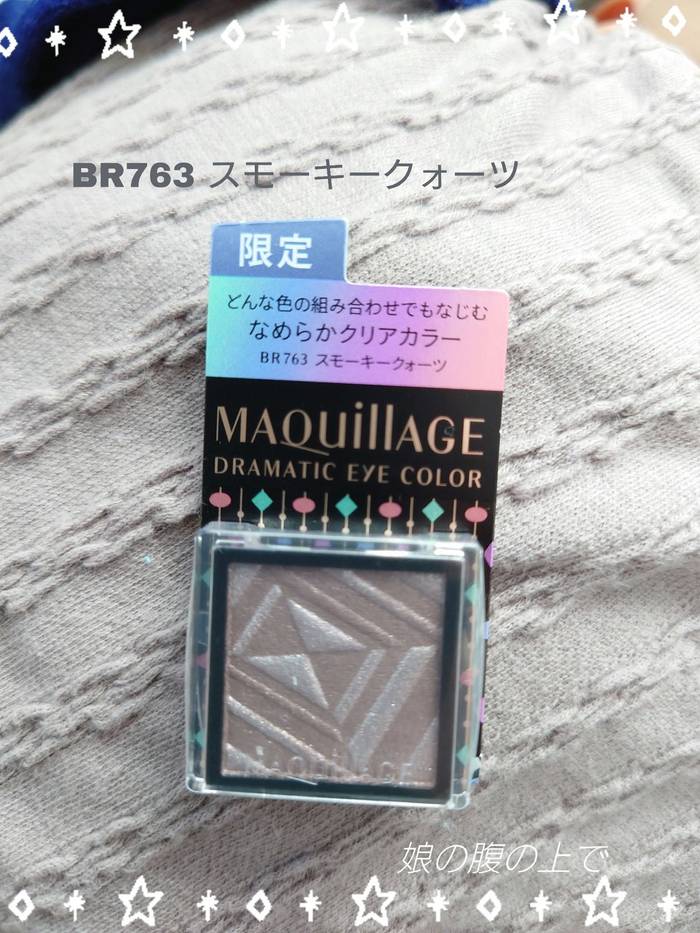 BR763 スモーキークォーツ
限定
どんな色の組み合わせでもなじむ
なめらかクリアカラー
BR763 スモーキークォーツ
MAQuillAGE
DRAMATIC EYE COLOR
MAQuillAGE
娘の腹の上で